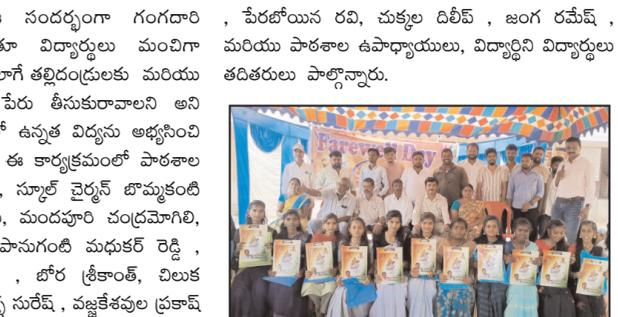 సందర్భంగా గంగదారి
విద్యార్థులు మంచిగా
తల్లిదండ్రులకు మరియు
పేరు తీసుకురావాలని అని
ఉన్నత విద్యను అభ్యసించి
ఈ కార్యక్రమంలో పాఠశాల
, స్కూల్ చైర్మన్ బొమ్మకంటి
, మందపూరి చంద్రమోగిలి,
పానుగంటి మధుకర్ రెడ్డి ,
, బోర శ్రీకాంత్, చిలుక
సురేష్ , వజ్జకేశవుల ప్రకాష్
, పేరబోయిన రవి, చుక్కల దిలీప్ , జంగ రమేష్ ,
మరియు పాఠశాల ఉపాధ్యాయులు, విద్యార్థిని విద్యార్థులు
తదితరులు పాల్గొన్నారు.
Farewell Day